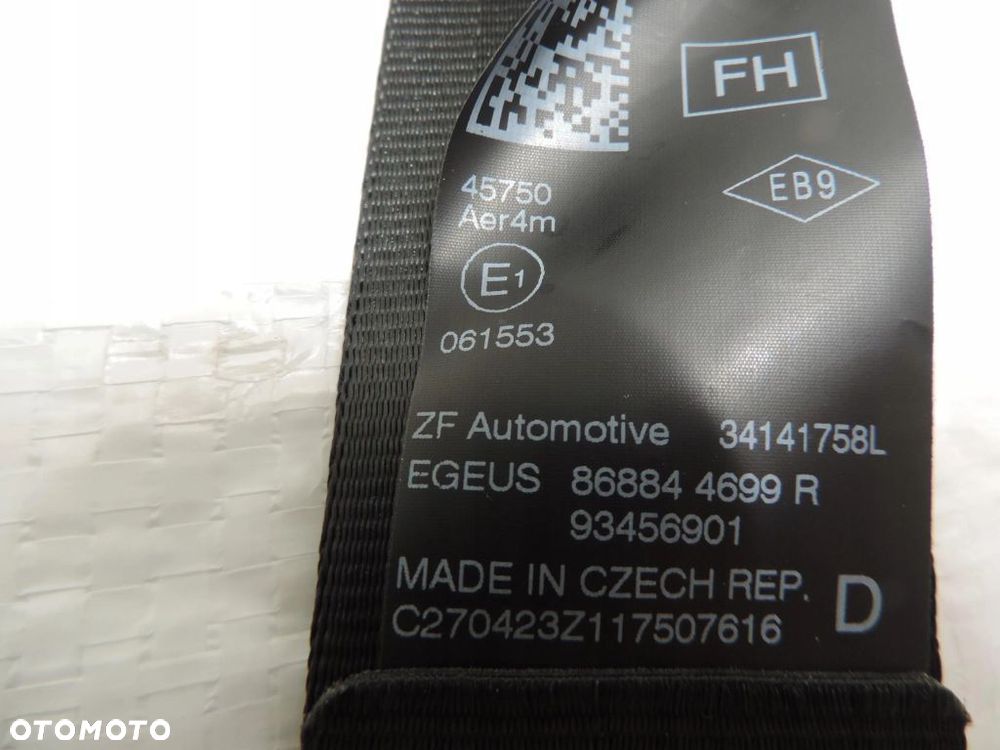 FH
EB9
45750
Aer4m
E1
061553
ZF Automotive 34141758L
EGEUS 86884 4699 R
93456901
MADE IN CZECH REP. D
C270423Z117507616
OTOMOTO